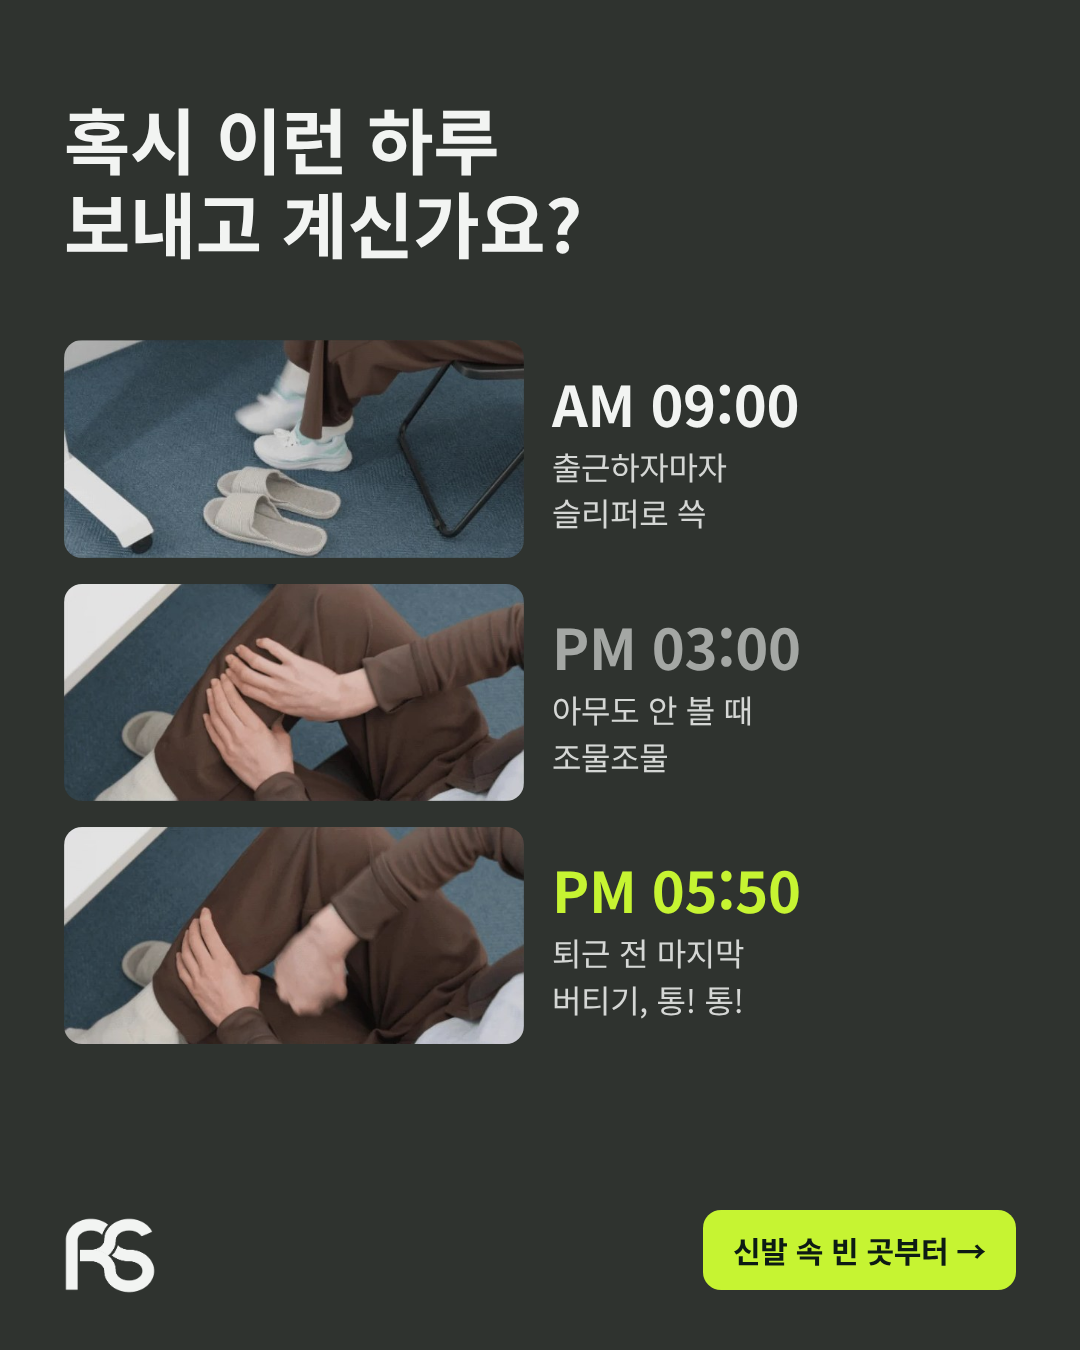 혹시 이런 하루
보내고 계신가요?
AM 09:00
출근하자마자
슬리퍼로 쓱
PM 03:00
아무도 안 볼 때
조물조물
PM 05:50
퇴근 전 마지막
버티기, 통! 통!
RS
신발 속 빈 곳부터 →